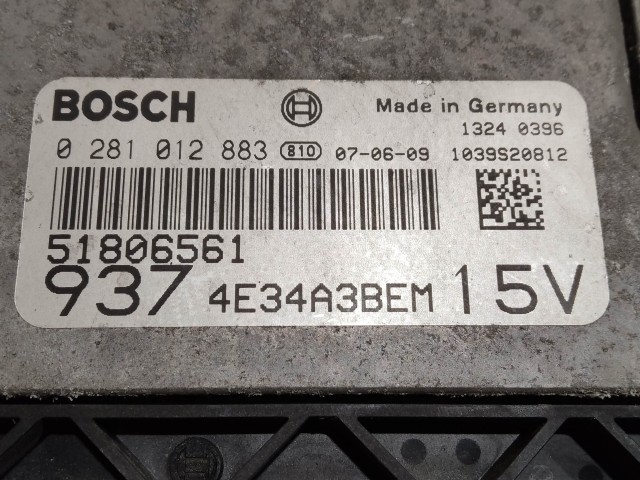 BOSCH Made in Germany
1324 0396
0 281 012 883 810 07-06-09 1039S20812
51806561
937 4E34A3BEM 15V